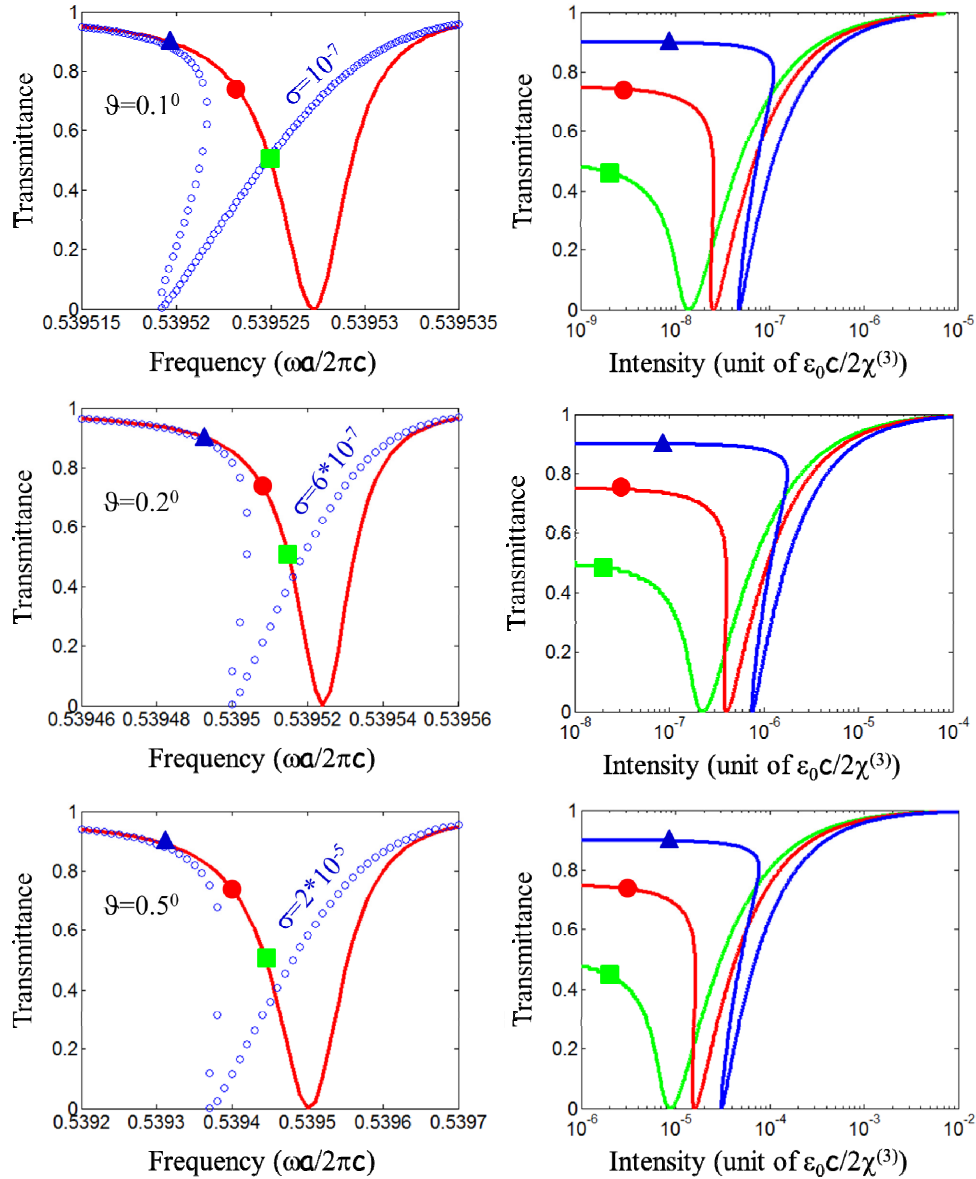 1
0.8
0.6
0.4
0.2
0
Transmittance
ϑ=0.1⁰
σ=10⁻⁷
0.539515 0.53952 0.539525 0.53953 0.539535
Frequency (ωa/2πc)
1
0.8
0.6
0.4
0.2
0
Transmittance
10⁻⁹ 10⁻⁸ 10⁻⁷ 10⁻⁶ 10⁻⁵
Intensity (unit of ε₀c/2χ⁽³⁾)
1
0.8
0.6
0.4
0.2
0
Transmittance
ϑ=0.2⁰
σ=6*10⁻⁷
0.53946 0.53948 0.5395 0.53952 0.53954 0.53956
Frequency (ωa/2πc)
1
0.8
0.6
0.4
0.2
0
Transmittance
10⁻⁸ 10⁻⁷ 10⁻⁶ 10⁻⁵ 10⁻⁴
Intensity (unit of ε₀c/2χ⁽³⁾)
1
0.8
0.6
0.4
0.2
0
Transmittance
ϑ=0.5⁰
σ=2*10⁻⁵
0.5392 0.5393 0.5394 0.5395 0.5396 0.5397
Frequency (ωa/2πc)
1
0.8
0.6
0.4
0.2
0
Transmittance
10⁻⁶ 10⁻⁵ 10⁻⁴ 10⁻³ 10⁻²
Intensity (unit of ε₀c/2χ⁽³⁾)